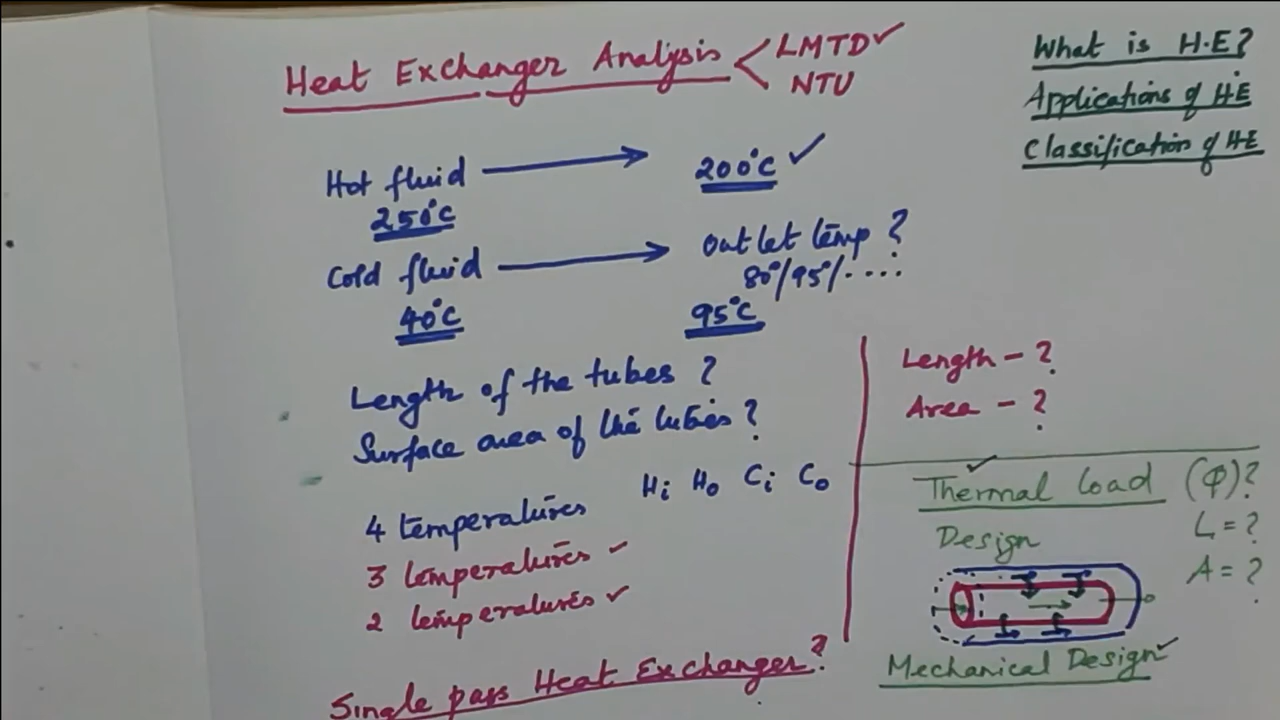 Heat Exchanger Analysis < LMTD ✓
NTU
What is H.E?
Applications of H.E
Classification of H.E
Hot fluid → 200°C ✓
250°C
Cold fluid → Outlet temp ?
80°/95°/....
40°C 95°C
Length of the tubes ?
Surface area of the tubes ?
Hi Ho Ci Co
4 temperatures
3 temperatures ✓
2 temperatures ✓
Single pass Heat Exchanger?
Length - ?
Area - ?
Thermal Load (φ)?
Design
L = ?
A = ?
Mechanical Design ✓